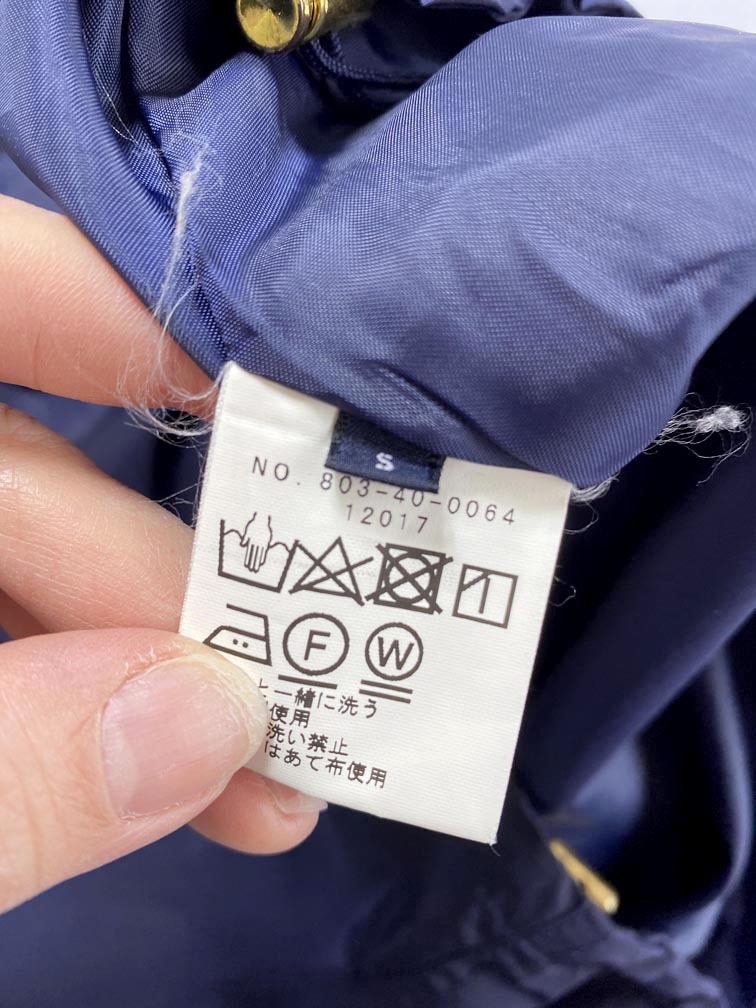 S
NO. 803-40-0064
12017
F W
と一緒に洗う
使用
洗い禁止
はあて布使用